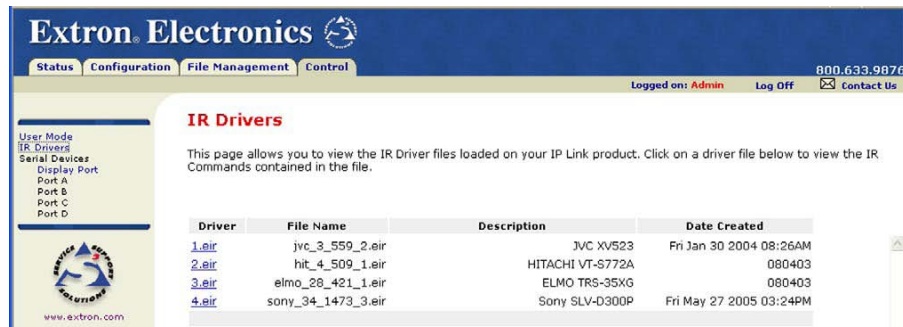 Extron® Electronics
Status Configuration File Management Control
800.633.9876
Logged on: Admin Log Off Contact Us
User Mode
IR Drivers
Serial Devices
Display Port
Port A
Port B
Port C
Port D
SERVICE SUPPORT SOLUTIONS
S3
www.extron.com
IR Drivers
This page allows you to view the IR Driver files loaded on your IP Link product. Click on a driver file below to view the IR
Commands contained in the file.
Driver File Name Description Date Created
1.eir jvc_3_559_2.eir JVC XV523 Fri Jan 30 2004 08:26AM
2.eir hit_4_509_1.eir HITACHI VT-S772A 080403
3.eir elmo_28_421_1.eir ELMO TRS-35XG 080403
4.eir sony_34_1473_3.eir Sony SLV-D300P Fri May 27 2005 03:24PM